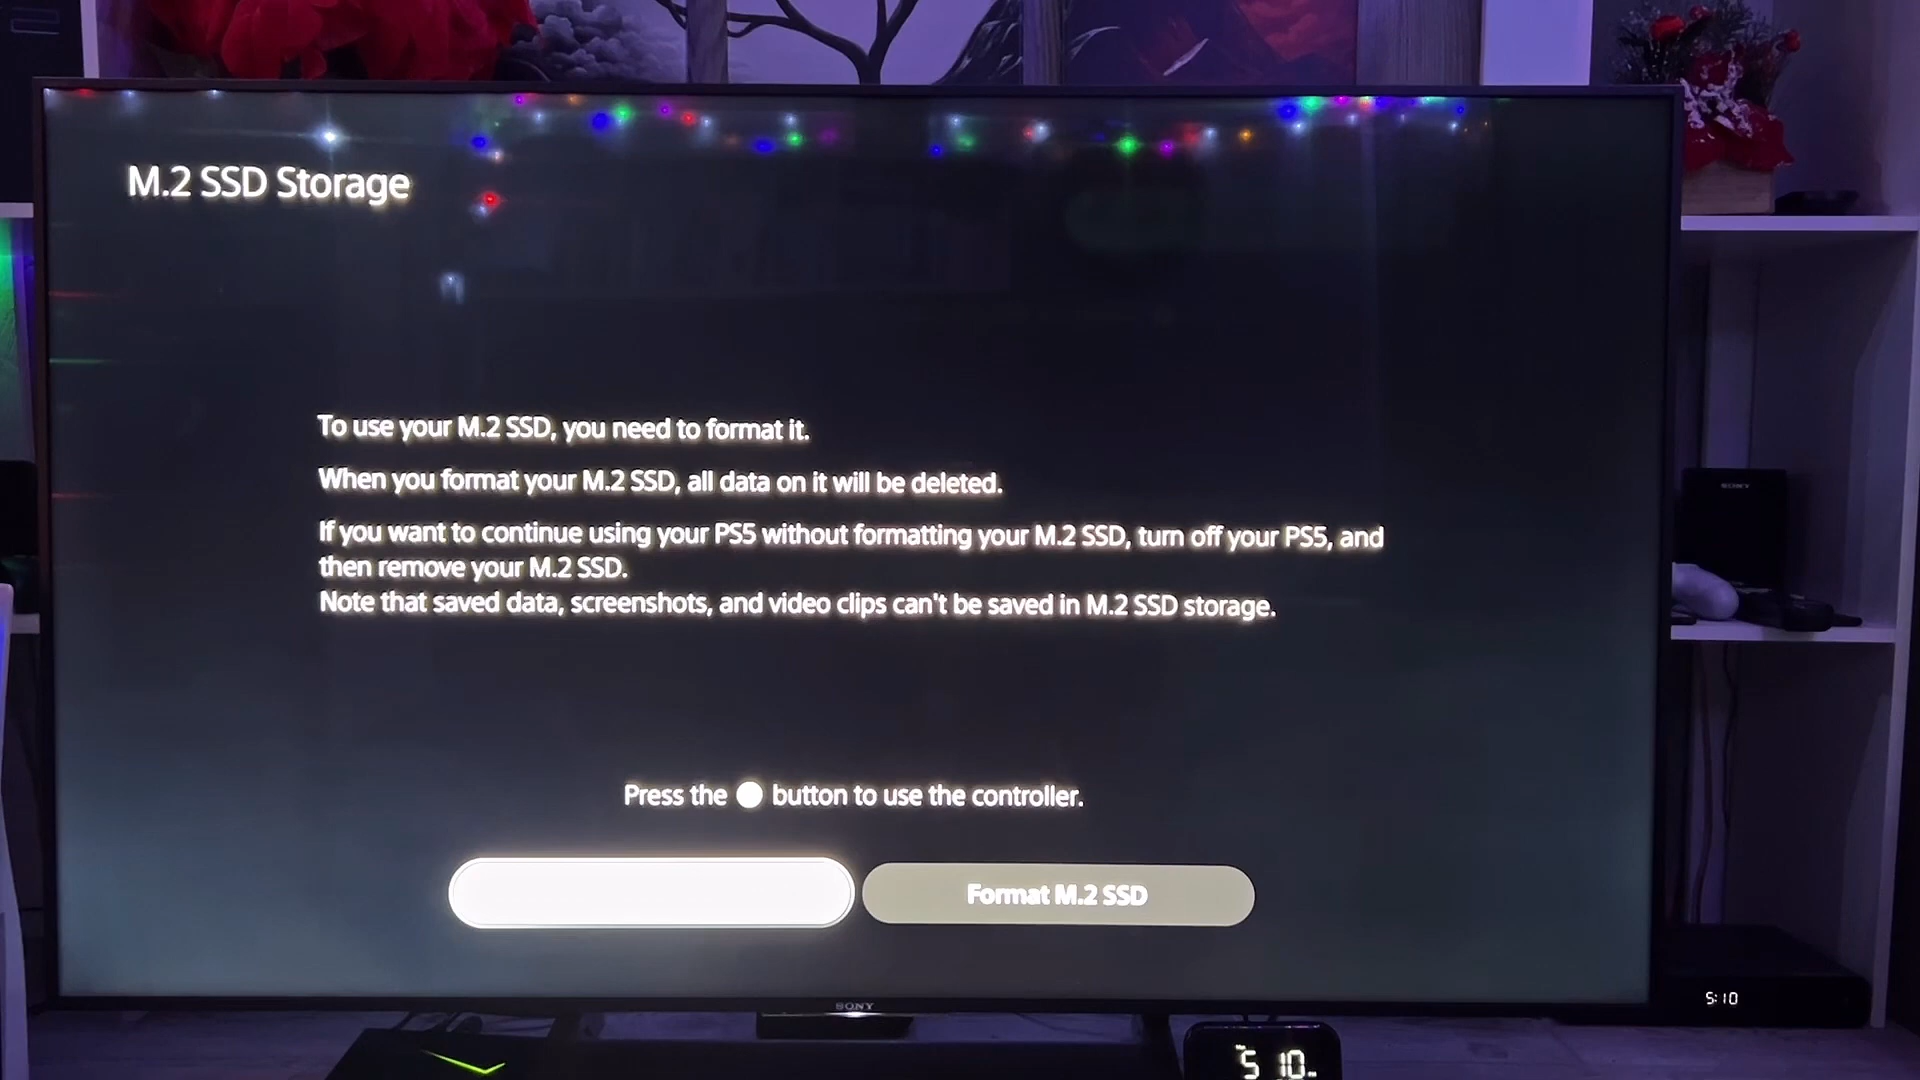 M.2 SSD Storage
To use your M.2 SSD, you need to format it.
When you format your M.2 SSD, all data on it will be deleted.
If you want to continue using your PS5 without formatting your M.2 SSD, turn off your PS5, and
then remove your M.2 SSD.
Note that saved data, screenshots, and video clips can't be saved in M.2 SSD storage.
Press the button to use the controller.
Format M.2 SSD
SONY
SONY
5:10
5 10